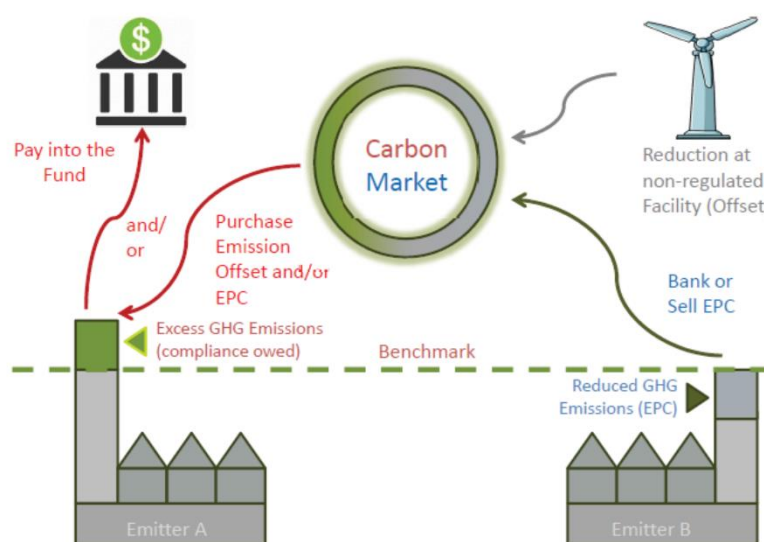 $
Pay into the
Fund
and/
or
Purchase
Emission
Offset and/or
EPC
Carbon
Market
Reduction at
non-regulated
Facility (Offset
Bank or
Sell EPC
Excess GHG Emissions
(compliance owed)
Benchmark
Reduced GHG
Emissions (EPC)
Emitter A
Emitter B